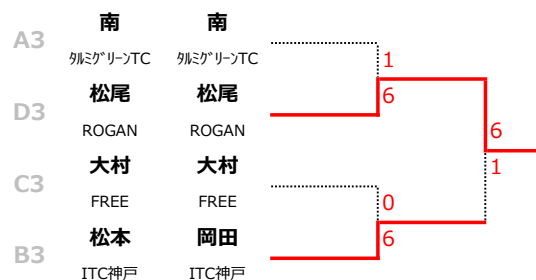 A3 南 南
ﾀﾙﾐｸﾞﾘｰﾝTC ﾀﾙﾐｸﾞﾘｰﾝTC
1
D3 松尾 松尾
6
ROGAN ROGAN
6
C3 大村 大村
1
FREE FREE
0
B3 松本 岡田
6
ITC神戸 ITC神戸